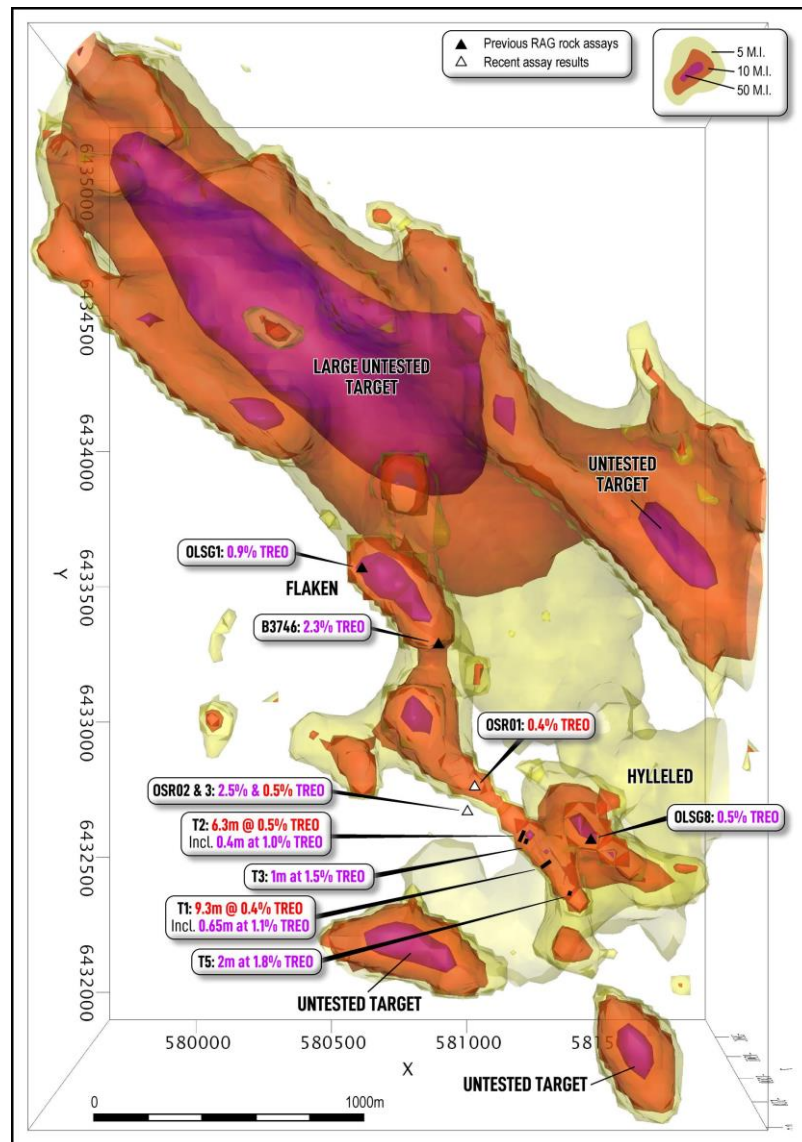 Previous RAG rock assays
Recent assay results
5 M.I.
10 M.I.
50 M.I.
6435000
6434500
LARGE UNTESTED
TARGET
6434000
UNTESTED
TARGET
OLSG1: 0.9% TREO
6433500
Y
FLAKEN
B3746: 2.3% TREO
6433000
OSR01: 0.4% TREO
HYLLELED
OSR02 & 3: 2.5% & 0.5% TREO
OLSG8: 0.5% TREO
T2: 6.3m @ 0.5% TREO
Incl. 0.4m at 1.0% TREO
6432500
T3: 1m at 1.5% TREO
T1: 9.3m @ 0.4% TREO
Incl. 0.65m at 1.1% TREO
T5: 2m at 1.8% TREO
6432000
UNTESTED TARGET
580000
580500
581000
X
UNTESTED TARGET
0
1000m